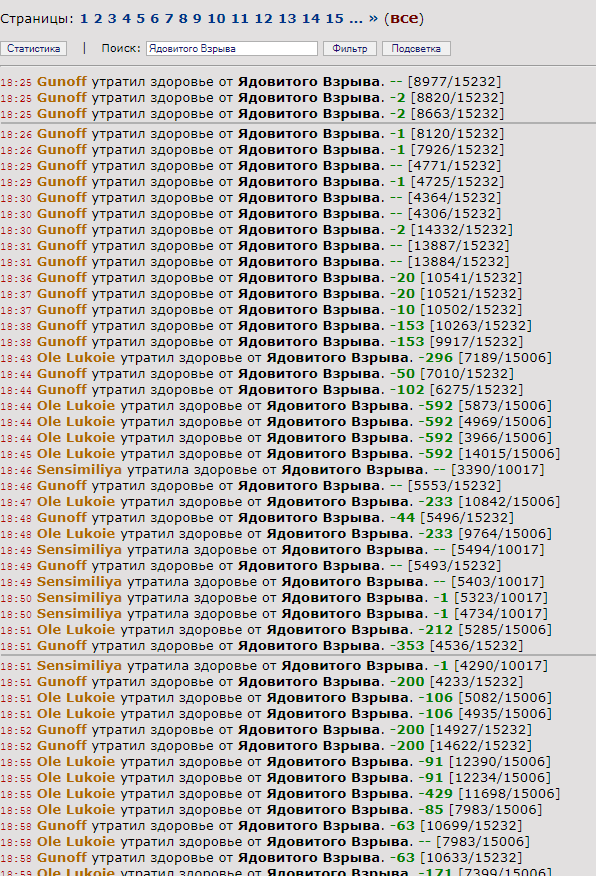 Страницы: 1 2 3 4 5 6 7 8 9 10 11 12 13 14 15 ... » (все)
Статистика | Поиск: Ядовитого Взрыва Фильтр Подсветка
18:25 Gunoff утратил здоровье от Ядовитого Взрыва. -- [8977/15232]
18:25 Gunoff утратил здоровье от Ядовитого Взрыва. -2 [8820/15232]
18:25 Gunoff утратил здоровье от Ядовитого Взрыва. -2 [8663/15232]
18:26 Gunoff утратил здоровье от Ядовитого Взрыва. -1 [8120/15232]
18:26 Gunoff утратил здоровье от Ядовитого Взрыва. -1 [7926/15232]
18:29 Gunoff утратил здоровье от Ядовитого Взрыва. -- [4771/15232]
18:29 Gunoff утратил здоровье от Ядовитого Взрыва. -1 [4725/15232]
18:30 Gunoff утратил здоровье от Ядовитого Взрыва. -- [4364/15232]
18:30 Gunoff утратил здоровье от Ядовитого Взрыва. -- [4306/15232]
18:30 Gunoff утратил здоровье от Ядовитого Взрыва. -2 [14332/15232]
18:31 Gunoff утратил здоровье от Ядовитого Взрыва. -- [13887/15232]
18:31 Gunoff утратил здоровье от Ядовитого Взрыва. -- [13884/15232]
18:36 Gunoff утратил здоровье от Ядовитого Взрыва. -20 [10541/15232]
18:37 Gunoff утратил здоровье от Ядовитого Взрыва. -20 [10521/15232]
18:37 Gunoff утратил здоровье от Ядовитого Взрыва. -10 [10502/15232]
18:38 Gunoff утратил здоровье от Ядовитого Взрыва. -153 [10263/15232]
18:38 Gunoff утратил здоровье от Ядовитого Взрыва. -153 [9917/15232]
18:43 Ole Lukoie утратил здоровье от Ядовитого Взрыва. -296 [7189/15006]
18:44 Gunoff утратил здоровье от Ядовитого Взрыва. -50 [7010/15232]
18:44 Gunoff утратил здоровье от Ядовитого Взрыва. -102 [6275/15232]
18:44 Ole Lukoie утратил здоровье от Ядовитого Взрыва. -592 [5873/15006]
18:44 Ole Lukoie утратил здоровье от Ядовитого Взрыва. -592 [4969/15006]
18:44 Ole Lukoie утратил здоровье от Ядовитого Взрыва. -592 [3966/15006]
18:45 Ole Lukoie утратил здоровье от Ядовитого Взрыва. -592 [14015/15006]
18:46 Sensimiliya утратила здоровье от Ядовитого Взрыва. -- [3390/10017]
18:46 Gunoff утратил здоровье от Ядовитого Взрыва. -- [5553/15232]
18:47 Ole Lukoie утратил здоровье от Ядовитого Взрыва. -233 [10842/15006]
18:48 Gunoff утратил здоровье от Ядовитого Взрыва. -44 [5496/15232]
18:48 Ole Lukoie утратил здоровье от Ядовитого Взрыва. -233 [9764/15006]
18:49 Sensimiliya утратила здоровье от Ядовитого Взрыва. -- [5494/10017]
18:49 Gunoff утратил здоровье от Ядовитого Взрыва. -- [5493/15232]
18:49 Sensimiliya утратила здоровье от Ядовитого Взрыва. -- [5403/10017]
18:50 Sensimiliya утратила здоровье от Ядовитого Взрыва. -1 [5323/10017]
18:50 Sensimiliya утратила здоровье от Ядовитого Взрыва. -1 [4734/10017]
18:51 Ole Lukoie утратил здоровье от Ядовитого Взрыва. -212 [5285/15006]
18:51 Gunoff утратил здоровье от Ядовитого Взрыва. -353 [4536/15232]
18:51 Sensimiliya утратила здоровье от Ядовитого Взрыва. -1 [4290/10017]
18:51 Gunoff утратил здоровье от Ядовитого Взрыва. -200 [4233/15232]
18:51 Ole Lukoie утратил здоровье от Ядовитого Взрыва. -106 [5082/15006]
18:51 Ole Lukoie утратил здоровье от Ядовитого Взрыва. -106 [4935/15006]
18:52 Gunoff утратил здоровье от Ядовитого Взрыва. -200 [14927/15232]
18:52 Gunoff утратил здоровье от Ядовитого Взрыва. -200 [14622/15232]
18:55 Ole Lukoie утратил здоровье от Ядовитого Взрыва. -91 [12390/15006]
18:55 Ole Lukoie утратил здоровье от Ядовитого Взрыва. -91 [12234/15006]
18:55 Ole Lukoie утратил здоровье от Ядовитого Взрыва. -429 [11698/15006]
18:58 Ole Lukoie утратил здоровье от Ядовитого Взрыва. -85 [7983/15006]
18:58 Gunoff утратил здоровье от Ядовитого Взрыва. -63 [10699/15232]
18:58 Ole Lukoie утратил здоровье от Ядовитого Взрыва. -- [7983/15006]
18:58 Gunoff утратил здоровье от Ядовитого Взрыва. -63 [10633/15232]
18:59 Ole Lukoie утратил здоровье от Ядовитого Взрыва. -171 [7399/15006]